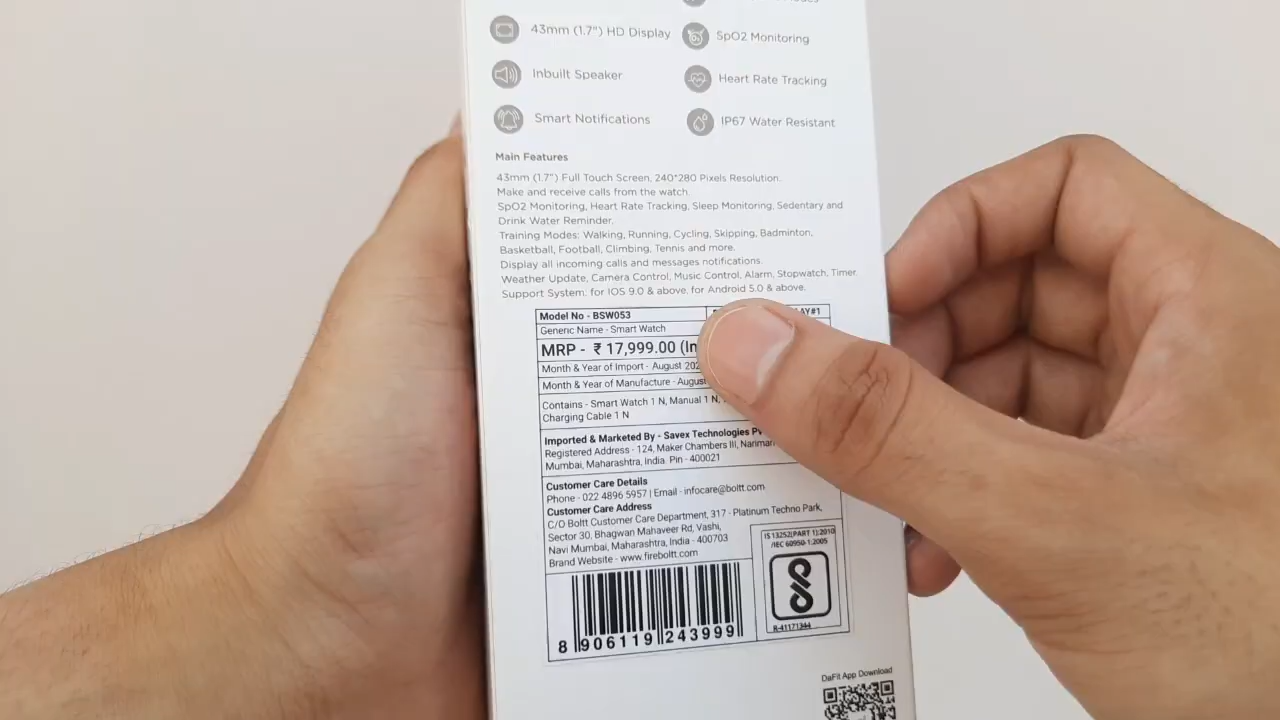 43mm (1.7") HD Display
SpO2 Monitoring
Inbuilt Speaker
Heart Rate Tracking
Smart Notifications
IP67 Water Resistant
Main Features
43mm (1.7") Full Touch Screen, 240*280 Pixels Resolution.
Make and receive calls from the watch.
SpO2 Monitoring, Heart Rate Tracking, Sleep Monitoring, Sedentary and
Drink Water Reminder.
Training Modes: Walking, Running, Cycling, Skipping, Badminton,
Basketball, Football, Climbing, Tennis and more.
Display all incoming calls and messages notifications.
Weather Update, Camera Control, Music Control, Alarm, Stopwatch, Timer.
Support System: for IOS 9.0 & above, for Android 5.0 & above.
Model No - BSW053
Generic Name - Smart Watch
MRP - ₹ 17,999.00
Month & Year of Import - August
Month & Year of Manufacture - August
Contains - Smart Watch 1 N, Manual 1 N,
Charging Cable 1 N
Imported & Marketed By - Savex Technologies
Registered Address - 124, Maker Chambers III, Nariman
Mumbai, Maharashtra, India. Pin - 400021
Customer Care Details
Phone - 022 4896 5957 | Email - infocare@boltt.com
Customer Care Address
C/O Boltt Customer Care Department, 317 - Platinum Techno Park,
Sector 30, Bhagwan Mahaveer Rd, Vashi,
Navi Mumbai, Maharashtra, India - 400703
Brand Website - www.fireboltt.com
IS 13252(PART 1):2010
/IEC 60950-1:2005
R-41171344
8 906119 243999
DaFit App Download